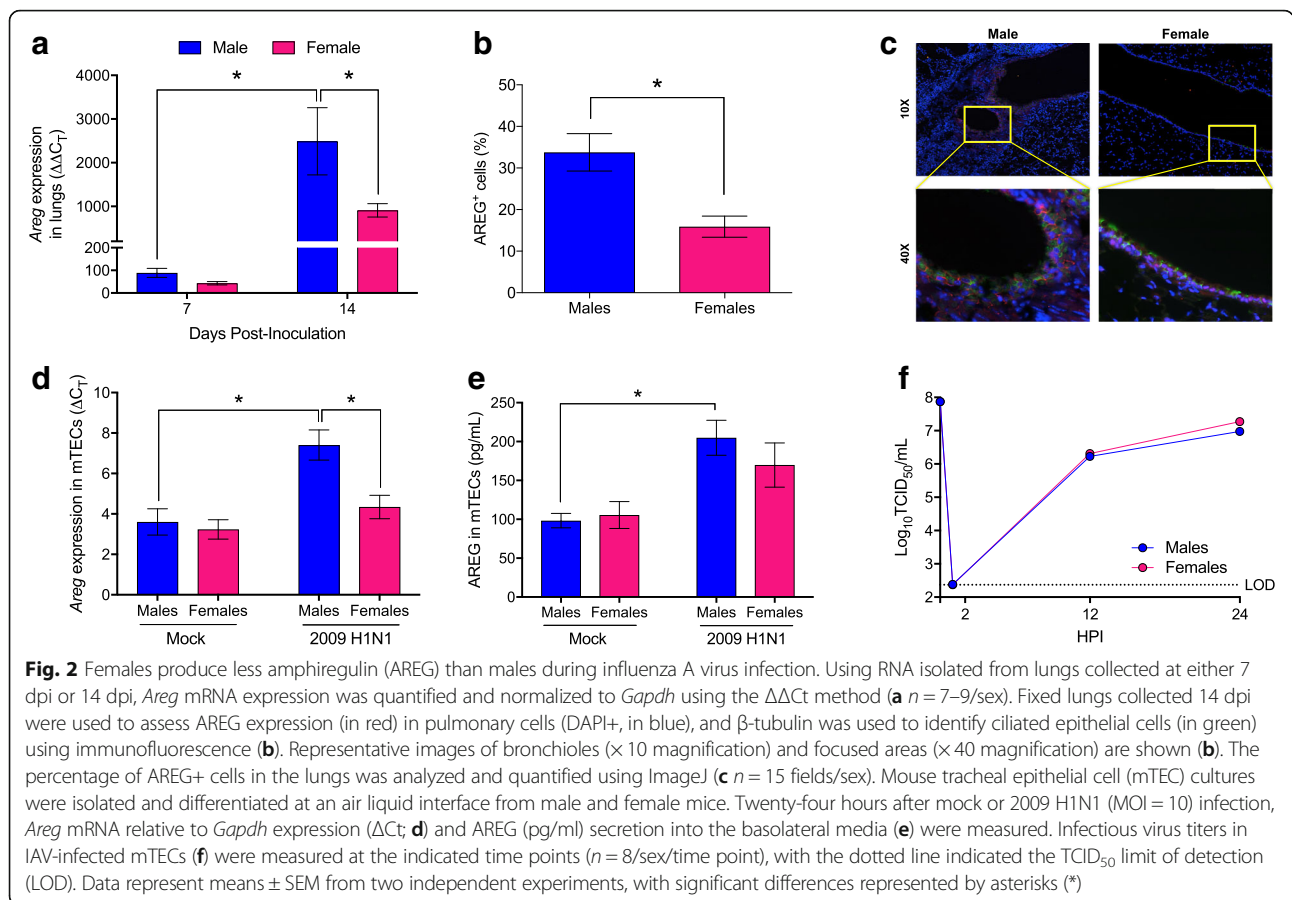 a
Male
Female
*
*
4000
3000
2000
1000
200
100
0
Areg expression
in lungs (ΔΔCT)
7
14
Days Post-Inoculation
b
*
50
40
30
20
10
0
AREG+ cells (%)
Males
Females
c
Male
Female
10X
40X
d
*
*
10
8
6
4
2
0
Areg expression in mTECs (ΔCT)
Males Females Males Females
Mock 2009 H1N1
e
*
250
200
150
100
50
0
AREG in mTECs (pg/mL)
Males Females Males Females
Mock 2009 H1N1
f
8
7
6
5
4
3
2
Log10TCID50/mL
Males
Females
LOD
2 12 24
HPI
Fig. 2 Females produce less amphiregulin (AREG) than males during influenza A virus infection. Using RNA isolated from lungs collected at either 7
dpi or 14 dpi, Areg mRNA expression was quantified and normalized to Gapdh using the ΔΔCt method (a n = 7–9/sex). Fixed lungs collected 14 dpi
were used to assess AREG expression (in red) in pulmonary cells (DAPI+, in blue), and β-tubulin was used to identify ciliated epithelial cells (in green)
using immunofluorescence (b). Representative images of bronchioles (× 10 magnification) and focused areas (× 40 magnification) are shown (b). The
percentage of AREG+ cells in the lungs was analyzed and quantified using ImageJ (c n = 15 fields/sex). Mouse tracheal epithelial cell (mTEC) cultures
were isolated and differentiated at an air liquid interface from male and female mice. Twenty-four hours after mock or 2009 H1N1 (MOI = 10) infection,
Areg mRNA relative to Gapdh expression (ΔCt; d) and AREG (pg/ml) secretion into the basolateral media (e) were measured. Infectious virus titers in
IAV-infected mTECs (f) were measured at the indicated time points (n = 8/sex/time point), with the dotted line indicated the TCID50 limit of detection
(LOD). Data represent means ± SEM from two independent experiments, with significant differences represented by asterisks (*)